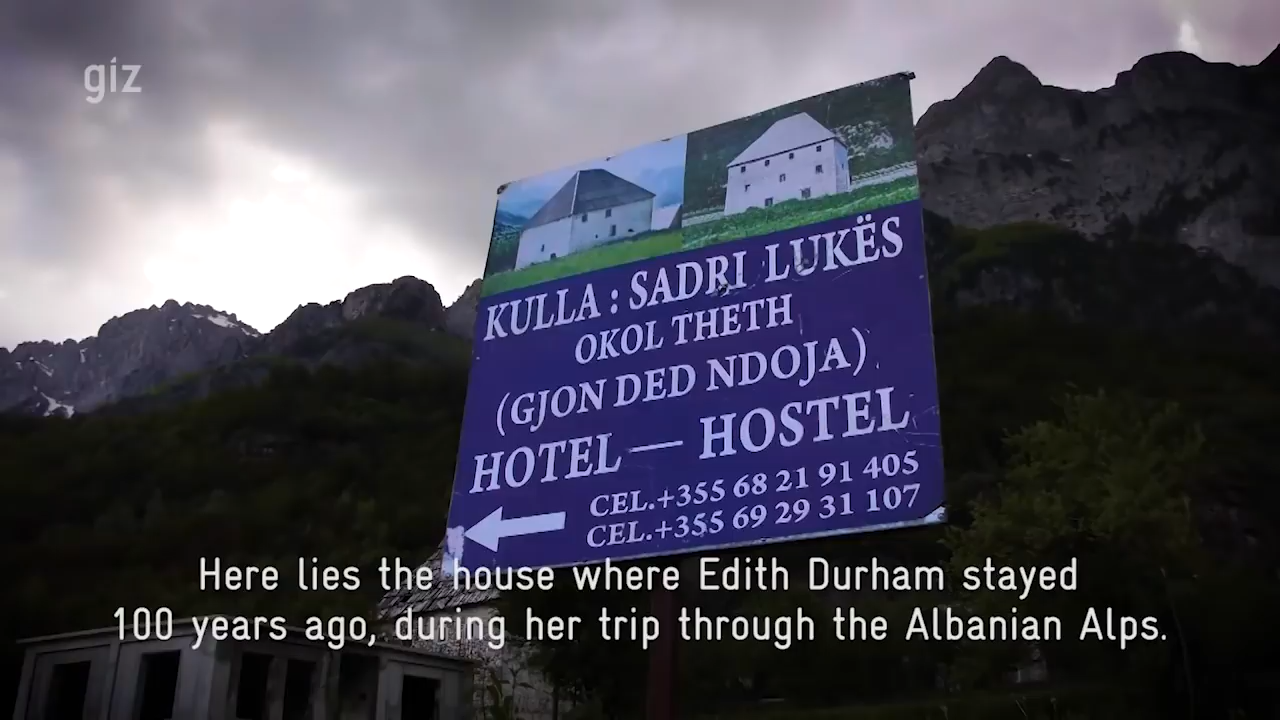 giz
KULLA : SADRI LUKËS
OKOL THETH
(GJON DED NDOJA)
HOTEL — HOSTEL
CEL.+355 68 21 91 405
CEL.+355 69 29 31 107
Here lies the house where Edith Durham stayed
100 years ago, during her trip through the Albanian Alps.